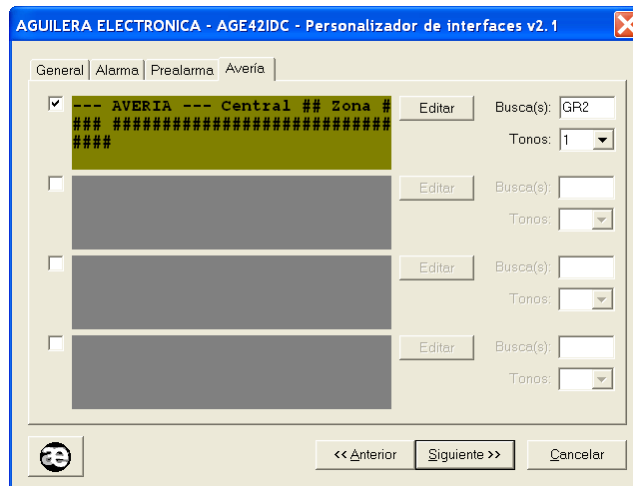 AGUILERA ELECTRONICA - AGE42IDC - Personalizador de interfaces v2.1
General Alarma Prealarma Avería
--- AVERIA --- Central ## Zona # Editar Busca(s): GR2
### ############################ Tonos: 1
####
Editar Busca(s):
Tonos:
Editar Busca(s):
Tonos:
Editar Busca(s):
Tonos:
æ << Anterior Siguiente >> Cancelar